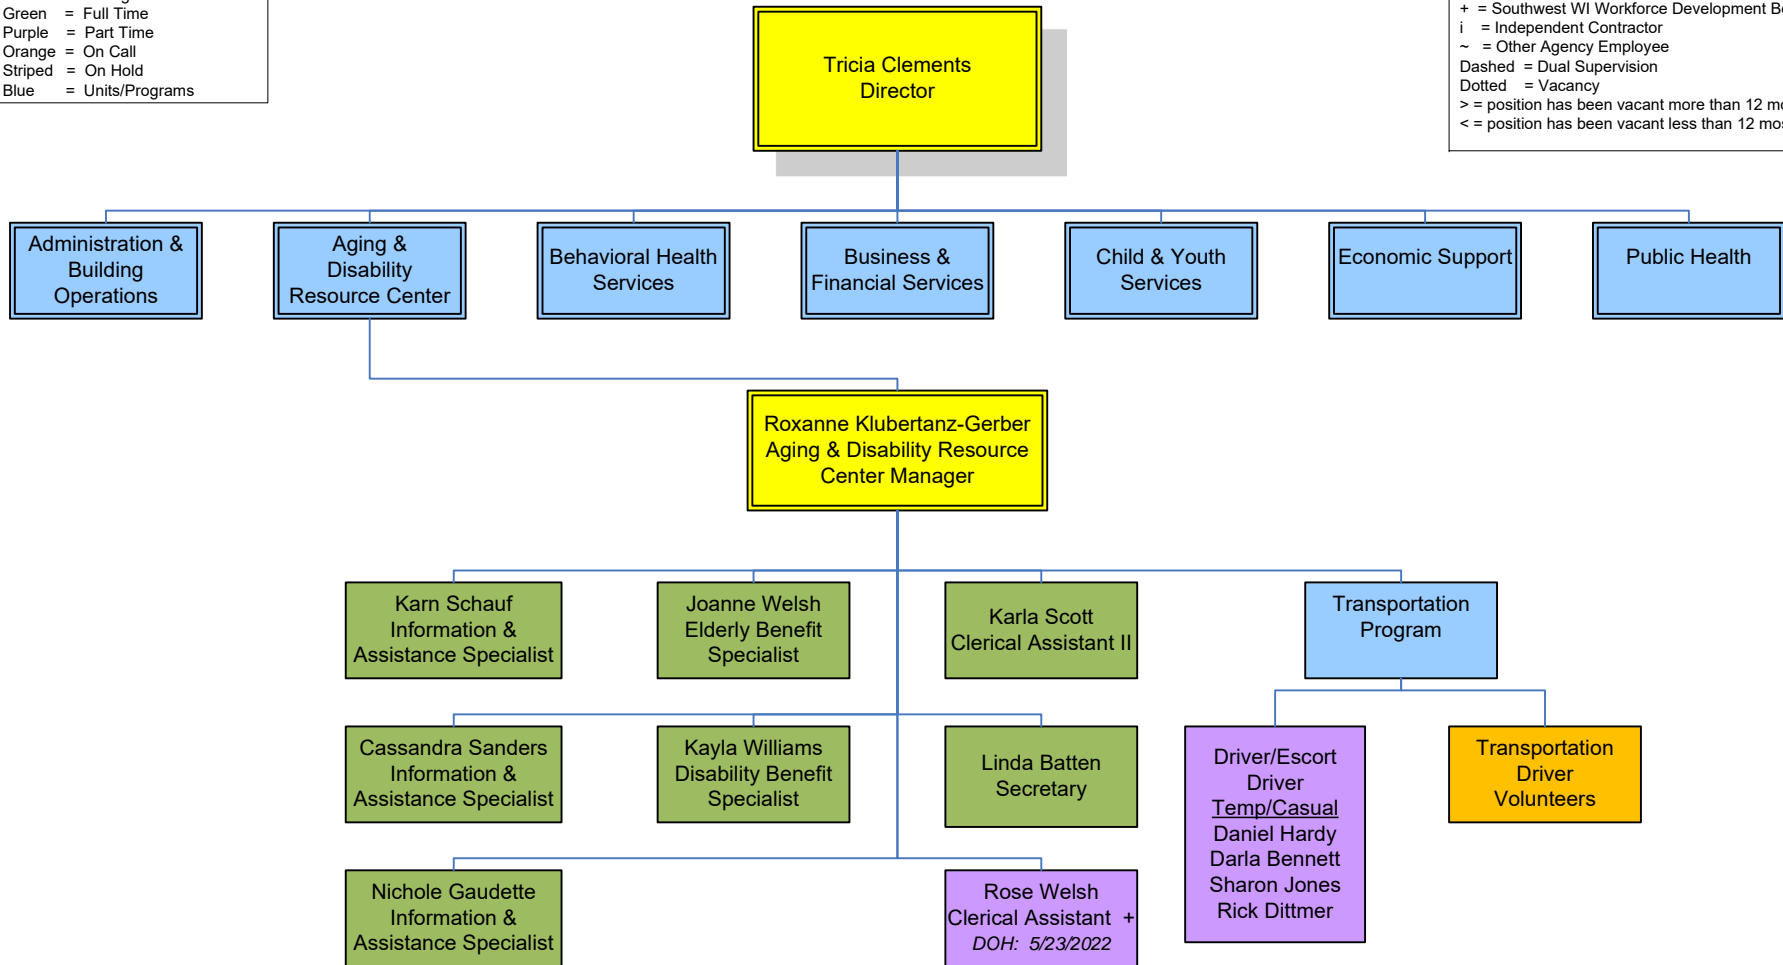 Green = Full Time
Purple = Part Time
Orange = On Call
Striped = On Hold
Blue = Units/Programs
+ = Southwest WI Workforce Development
i = Independent Contractor
~ = Other Agency Employee
Dashed = Dual Supervision
Dotted = Vacancy
> = position has been vacant more than 12
< = position has been vacant less than 12 mos
Tricia Clements
Director
Administration &
Building
Operations
Aging &
Disability
Resource Center
Behavioral Health
Services
Business &
Financial Services
Child & Youth
Services
Economic Support
Public Health
Roxanne Klubertanz-Gerber
Aging & Disability Resource
Center Manager
Karn Schauf
Information &
Assistance Specialist
Joanne Welsh
Elderly Benefit
Specialist
Karla Scott
Clerical Assistant II
Transportation
Program
Cassandra Sanders
Information &
Assistance Specialist
Kayla Williams
Disability Benefit
Specialist
Linda Batten
Secretary
Driver/Escort
Driver
Temp/Casual
Daniel Hardy
Darla Bennett
Sharon Jones
Rick Dittmer
Transportation
Driver
Volunteers
Nichole Gaudette
Information &
Assistance Specialist
Rose Welsh
Clerical Assistant +
DOH: 5/23/2022